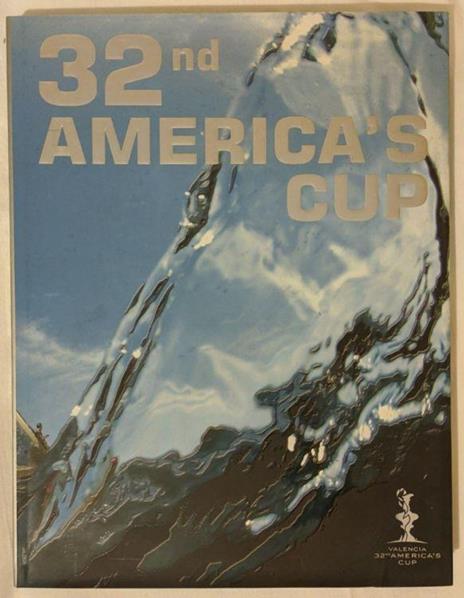 32nd
AMERICA'S
CUP
VALENCIA
32ND AMERICA'S
CUP